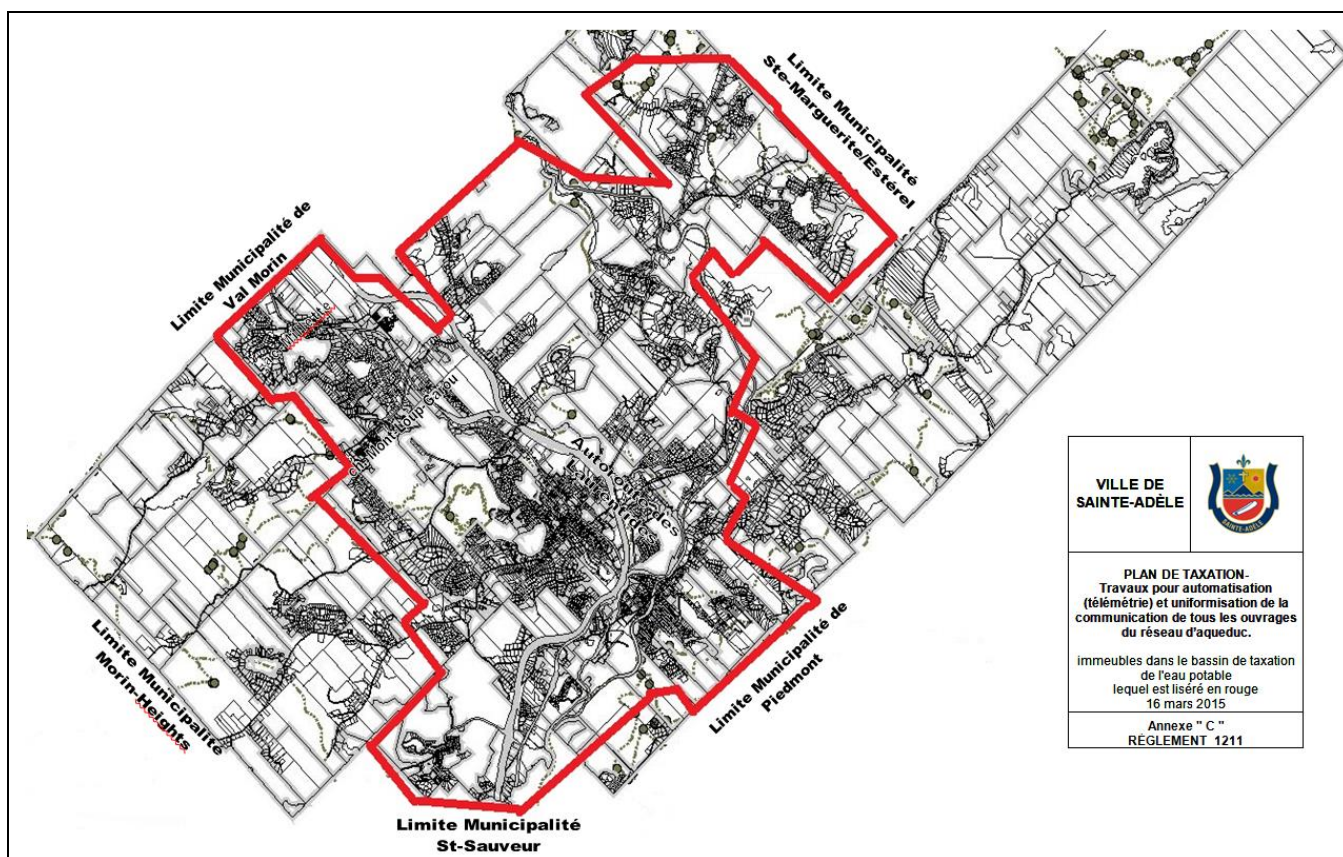 Limite Municipalité
Ste-Marguerite/Estérel
Limite Municipalité de
Val Morin
Autoroute des
Laurentides
Limite Municipalité
Morin-Heights
Limite Municipalité de
Piedmont
Limite Municipalité
St-Sauveur
VILLE DE
SAINTE-ADÈLE
SAINTE-ADÈLE
PLAN DE TAXATION-
Travaux pour automatisation
(télémétrie) et uniformisation de la
communication de tous les ouvrages
du réseau d'aqueduc.
immeubles dans le bassin de taxation
de l'eau potable
lequel est liséré en rouge
16 mars 2015
Annexe " C "
RÈGLEMENT 1211